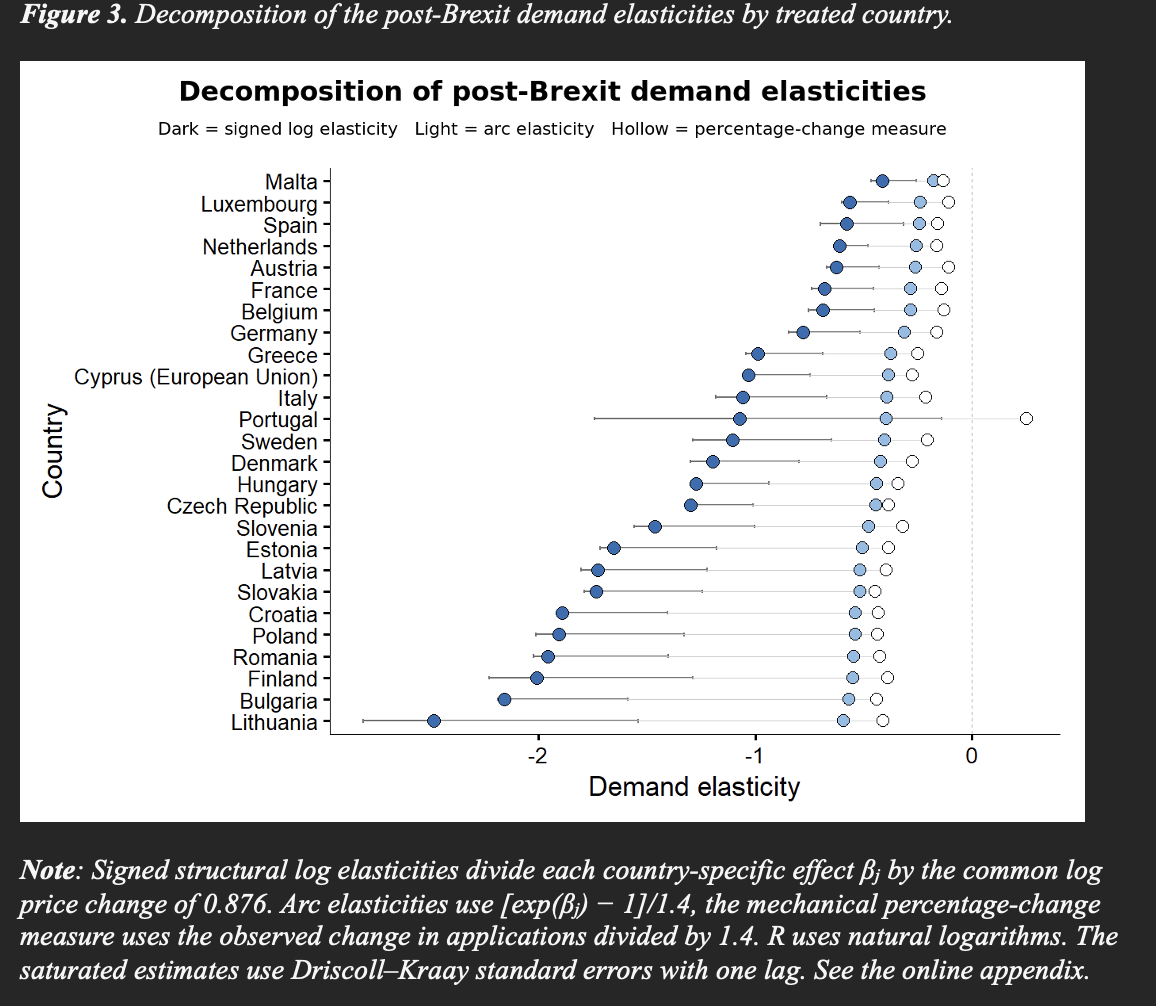 Figure 3. Decomposition of the post-Brexit demand elasticities by treated country.
Decomposition of post-Brexit demand elasticities
Dark = signed log elasticity   Light = arc elasticity   Hollow = percentage-change measure
Country
Malta
Luxembourg
Spain
Netherlands
Austria
France
Belgium
Germany
Greece
Cyprus (European Union)
Italy
Portugal
Sweden
Denmark
Hungary
Czech Republic
Slovenia
Estonia
Latvia
Slovakia
Croatia
Poland
Romania
Finland
Bulgaria
Lithuania
-2 -1 0
Demand elasticity
Note: Signed structural log elasticities divide each country-specific effect βj by the common log
price change of 0.876. Arc elasticities use [exp(βj) − 1]/1.4, the mechanical percentage-change
measure uses the observed change in applications divided by 1.4. R uses natural logarithms. The
saturated estimates use Driscoll–Kraay standard errors with one lag. See the online appendix.